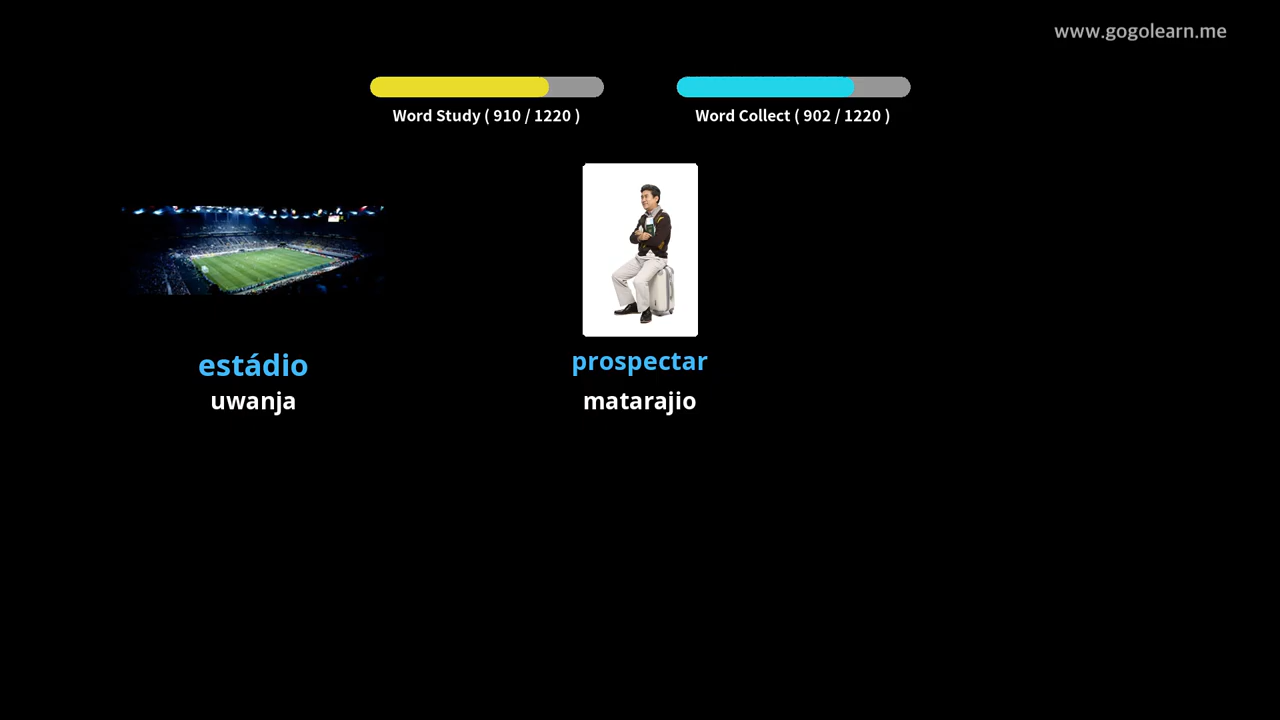 www.gogolearn.me
Word Study ( 910 / 1220 )
Word Collect ( 902 / 1220 )
estádio
uwanja
prospectar
matarajio